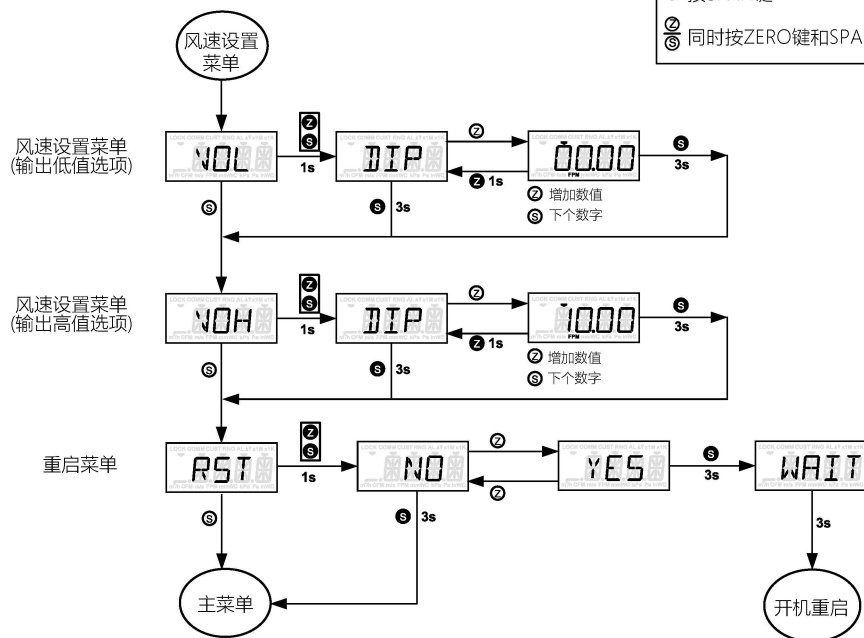 同时按ZERO键和SPA
风速设置
菜单
风速设置菜单
(输出低值选项)
VOL
Z
S
1s
DIP
Z
Z 1s
00.00
FPM
S
3s
Z 增加数值
S 下个数字
S
S 3s
风速设置菜单
(输出高值选项)
VOH
Z
S
1s
DIP
Z
Z 1s
10.00
FPM
S
3s
Z 增加数值
S 下个数字
S
S 3s
重启菜单
RST
Z
S
1s
NO
Z
Z
YES
S
3s
WAIT
S
S 3s
3s
主菜单
开机重启